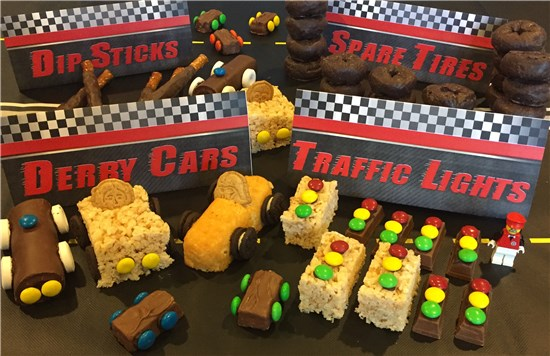 Dip Sticks
Spare Tires
Derby Cars
Traffic Lights